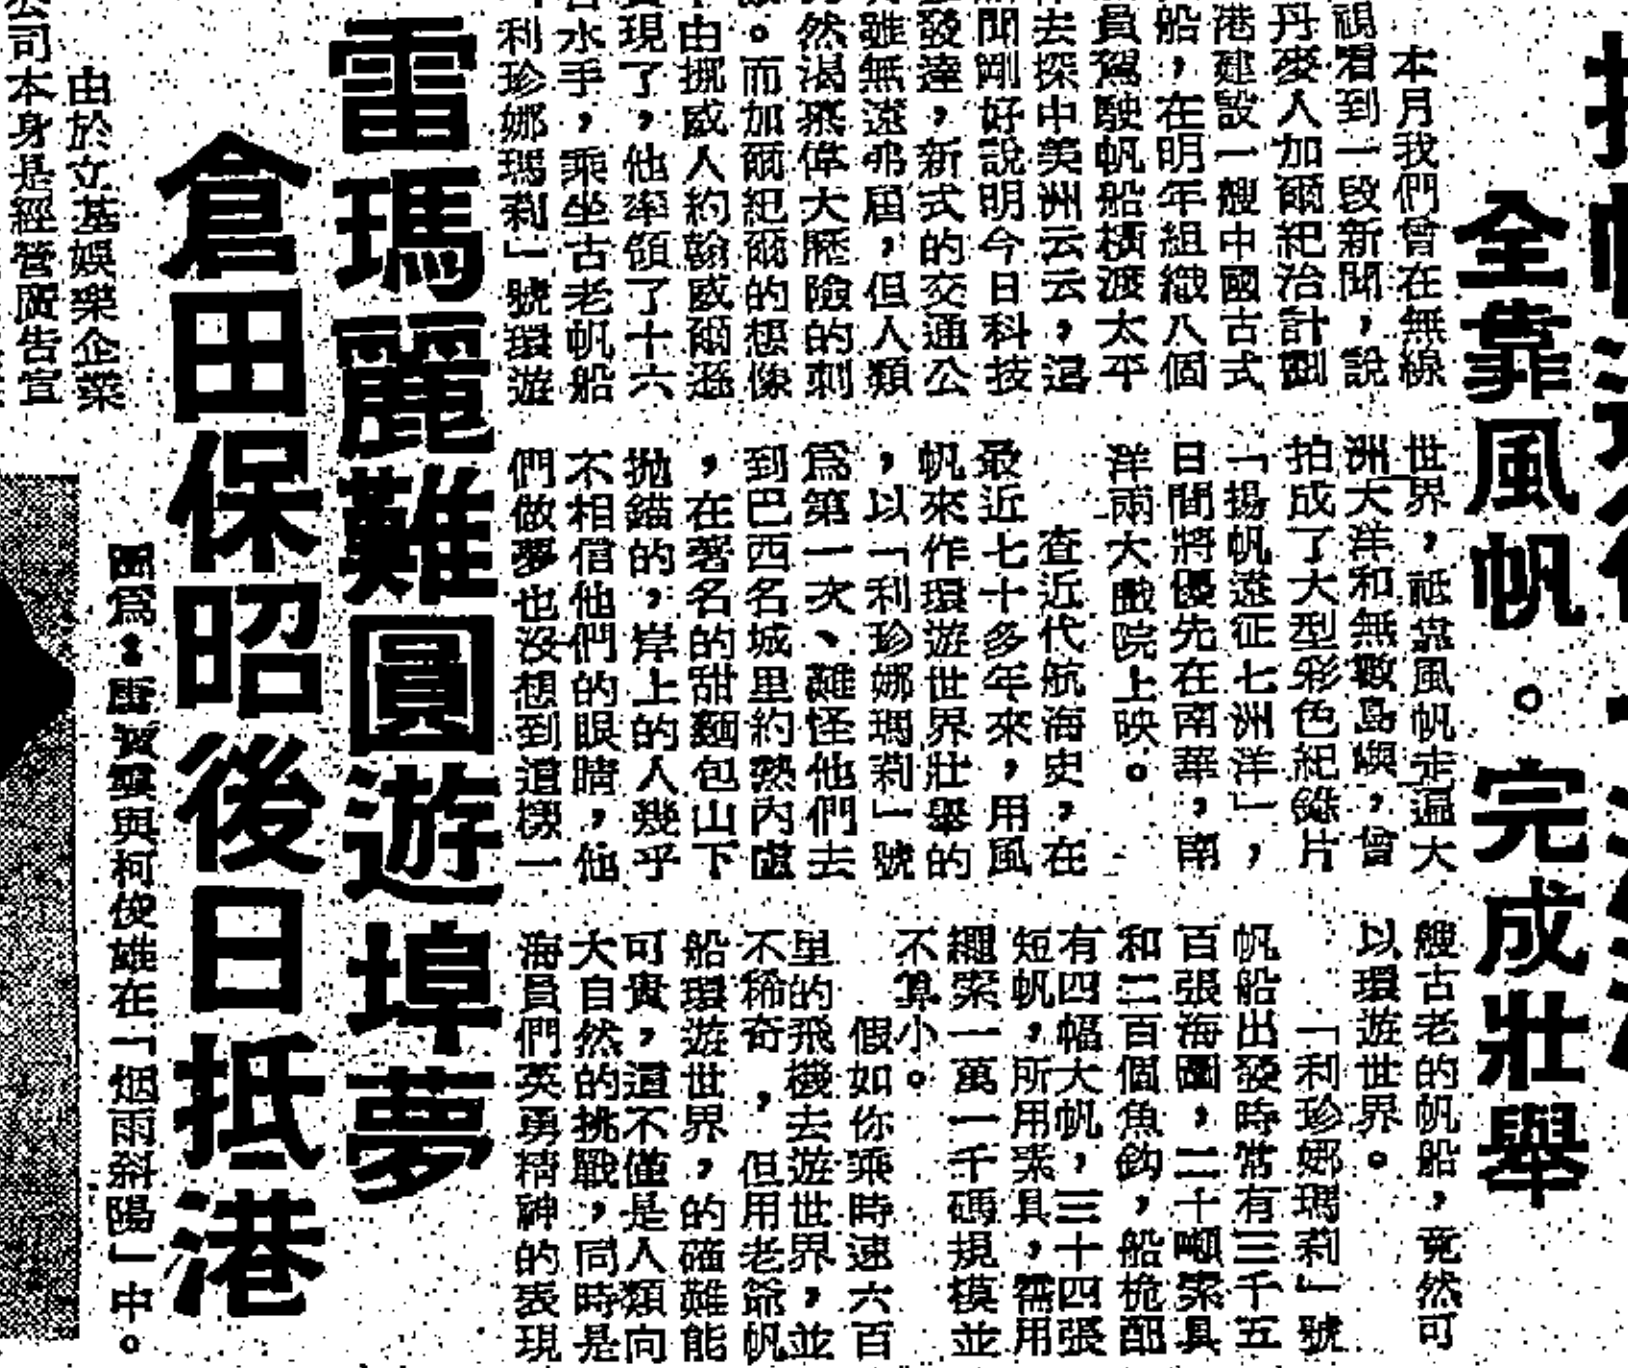 全靠風帆。完成壯舉
本月我們曾在無線
視看到一段新聞，說
丹麥人加爾紀治計劃
港建設一艘中國古式
船，在明年組織八個
員駕駛帆船橫渡太平
去探中美洲云云，這
聞剛好說明今日科技
發達，新式的交通公
雖無遠弗屆，但人類
然渴慕偉大歷險的刺
。而加爾紀爾的想像
由挪威人約翰威爾遜
現了，他率領了十六
水手，乘坐古老帆船
利珍娜瑪莉」號環遊
世界，祗靠風帆走遍大
洲大洋和無數島嶼，曾
拍成了大型彩色紀錄片
「揚帆遠征七洲洋」，
日間將優先在南華，南
洋兩大戲院上映。
查近代航海史，在
最近七十多年來，用風
帆來作環遊世界壯舉的
，以「利珍娜瑪莉」號
爲第一次、難怪他們去
到巴西名城里約熱內盧
，在著名的甜麵包山下
拋錨的，岸上的人幾乎
不相信他們的眼睛，他
們做夢也沒想到這樣一
艘古老的帆船，竟然可
以環遊世界。
「利珍娜瑪莉」號
帆船出發時常有三千五
百張海圖，二十噸索具
和二百個魚鈎，船桅配
有四幅大帆，三十四張
短帆，所用索具，需用
繩索一萬一千碼規模並
不算小。
假如你乘時速六百
里的飛機去遊世界，並
不稀奇，但用老爺帆
船環遊世界，的確難能
可貴，這不僅是人類向
大自然的挑戰，同時是
海員們英勇精神的表現
雷瑪麗難圓遊埠夢
倉田保昭後日抵港
圖爲：唐寶雲與柯俊雄在「烟雨斜陽」中。
由於立基娛樂企業
公司本身是經營廣告宣